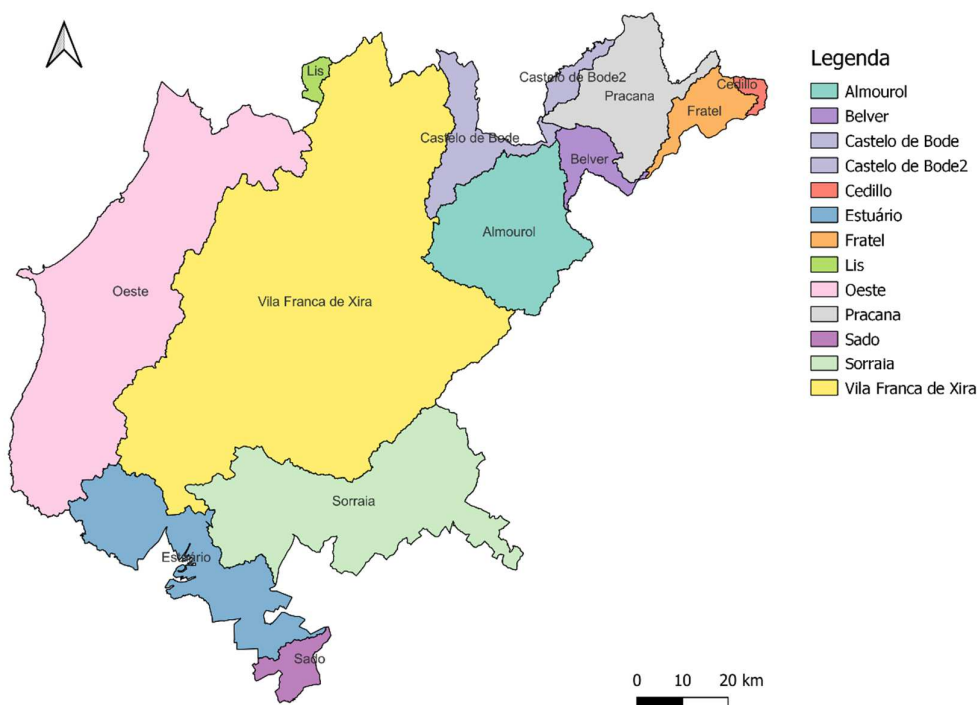 Lis
Castelo de Bode2
Cedillo
Pracana
Fratel
Castelo de Bode
Belver
Almourol
Oeste
Vila Franca de Xira
Sorraia
Estuário
Sado
Legenda
Almourol
Belver
Castelo de Bode
Castelo de Bode2
Cedillo
Estuário
Fratel
Lis
Oeste
Pracana
Sado
Sorraia
Vila Franca de Xira
0 10 20 km